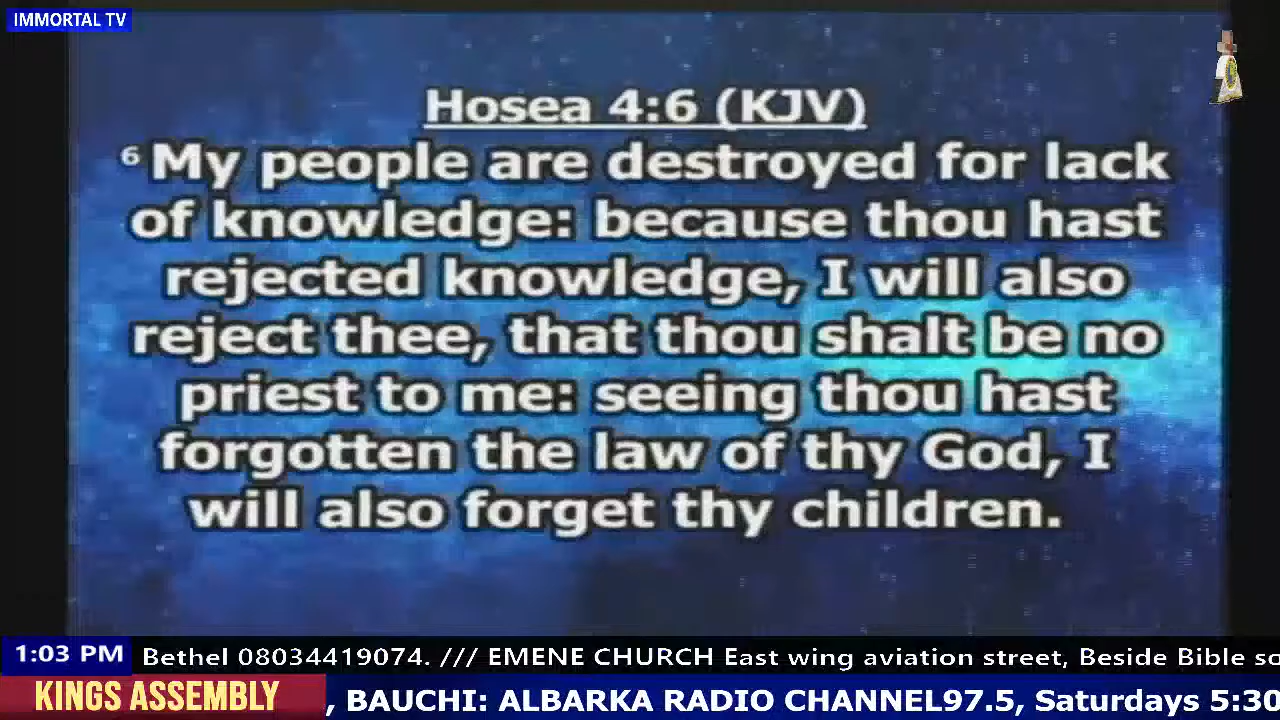 IMMORTAL TV
Hosea 4:6 (KJV)
6 My people are destroyed for lack
of knowledge: because thou hast
rejected knowledge, I will also
reject thee, that thou shalt be no
priest to me: seeing thou hast
forgotten the law of thy God, I
will also forget thy children.
1:03 PM Bethel 08034419074. /// EMENE CHURCH East wing aviation street, Beside Bible
KINGS ASSEMBLY , BAUCHI: ALBARKA RADIO CHANNEL97.5, Saturdays 5:30